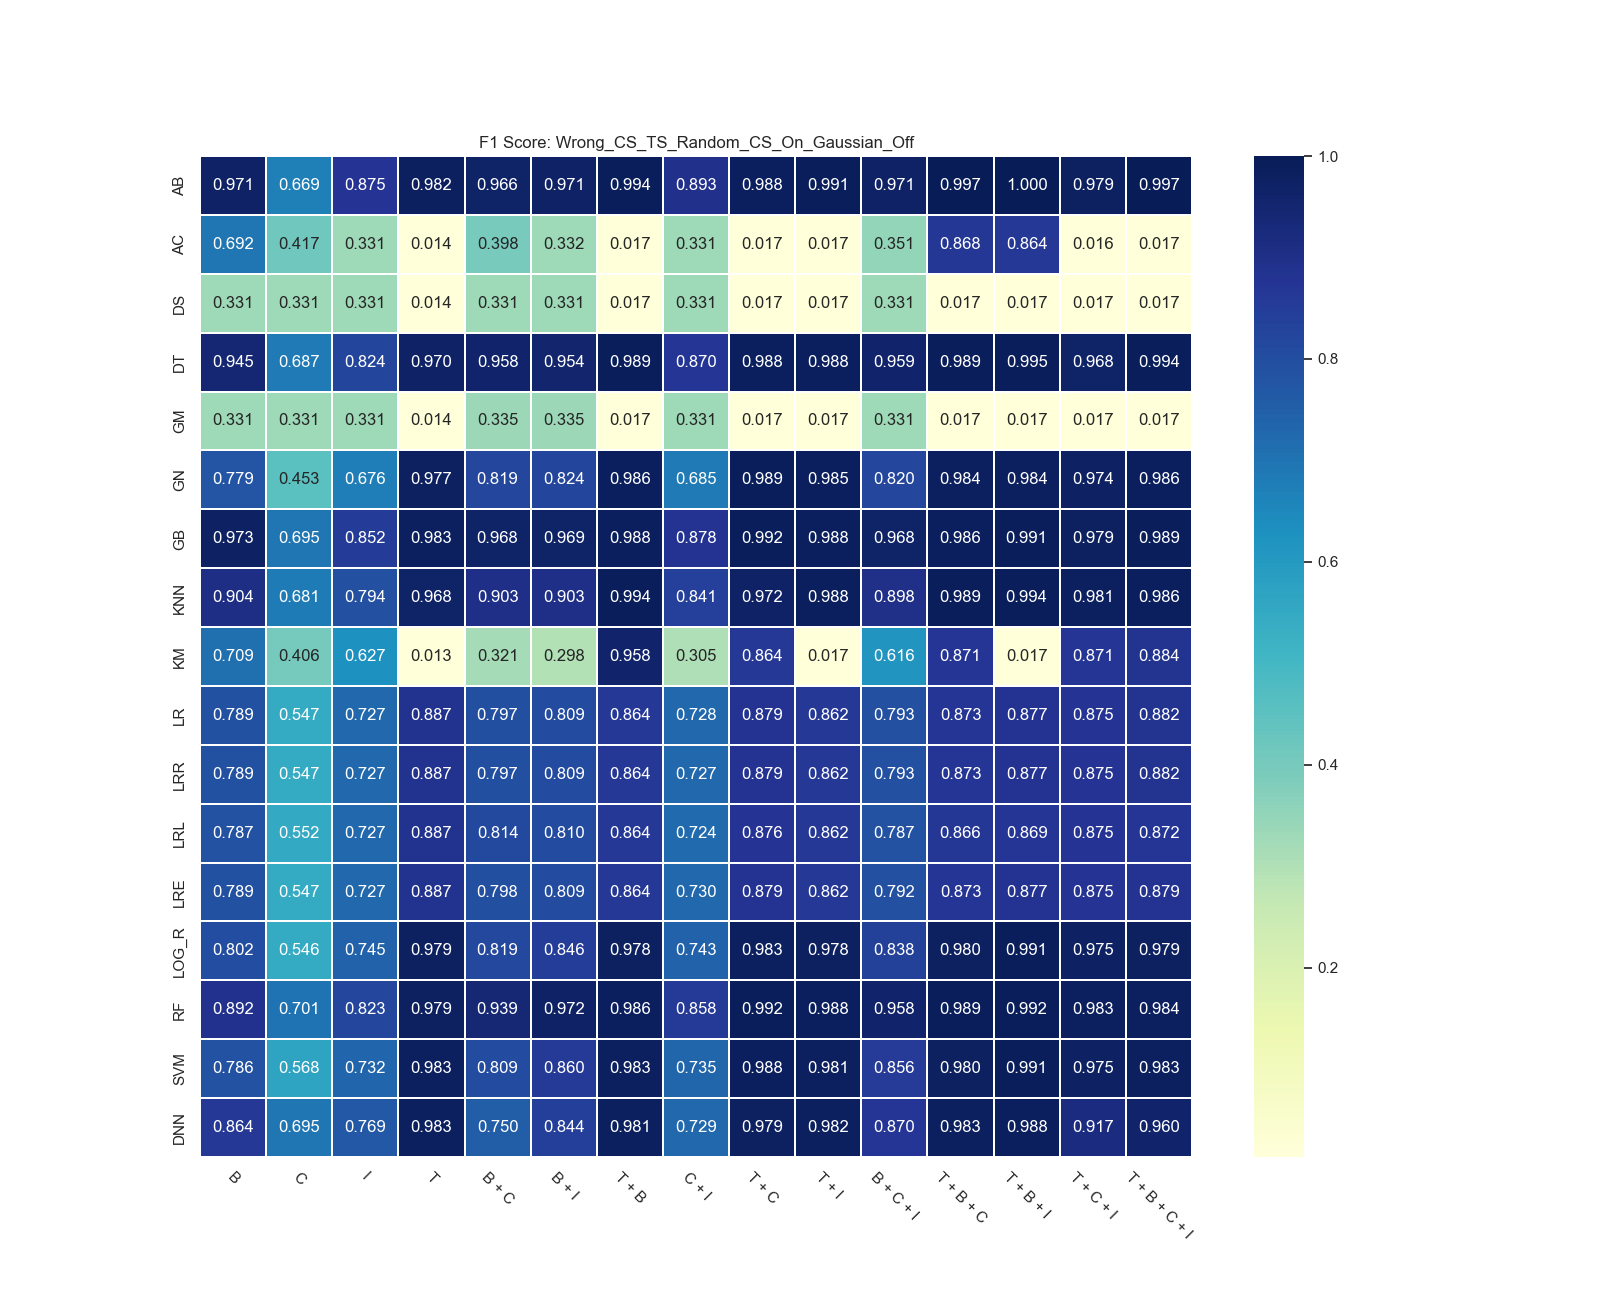 F1 Score: Wrong_CS_TS_Random_CS_On_Gaussian_Off
AB 0.971 0.669 0.875 0.982 0.966 0.971 0.994 0.893 0.988 0.991 0.971 0.997 1.000 0.979 0.997
AC 0.692 0.417 0.331 0.014 0.398 0.332 0.017 0.331 0.017 0.017 0.351 0.868 0.864 0.016 0.017
DS 0.331 0.331 0.331 0.014 0.331 0.331 0.017 0.331 0.017 0.017 0.331 0.017 0.017 0.017 0.017
DT 0.945 0.687 0.824 0.970 0.958 0.954 0.989 0.870 0.988 0.988 0.959 0.989 0.995 0.968 0.994
GM 0.331 0.331 0.331 0.014 0.335 0.335 0.017 0.331 0.017 0.017 0.331 0.017 0.017 0.017 0.017
GN 0.779 0.453 0.676 0.977 0.819 0.824 0.986 0.685 0.989 0.985 0.820 0.984 0.984 0.974 0.986
GB 0.973 0.695 0.852 0.983 0.968 0.969 0.988 0.878 0.992 0.988 0.968 0.986 0.991 0.979 0.989
KNN 0.904 0.681 0.794 0.968 0.903 0.903 0.994 0.841 0.972 0.988 0.898 0.989 0.994 0.981 0.986
KM 0.709 0.406 0.627 0.013 0.321 0.298 0.958 0.305 0.864 0.017 0.616 0.871 0.017 0.871 0.884
LR 0.789 0.547 0.727 0.887 0.797 0.809 0.864 0.728 0.879 0.862 0.793 0.873 0.877 0.875 0.882
LRR 0.789 0.547 0.727 0.887 0.797 0.809 0.864 0.727 0.879 0.862 0.793 0.873 0.877 0.875 0.882
LRL 0.787 0.552 0.727 0.887 0.814 0.810 0.864 0.724 0.876 0.862 0.787 0.866 0.869 0.875 0.872
LRE 0.789 0.547 0.727 0.887 0.798 0.809 0.864 0.730 0.879 0.862 0.792 0.873 0.877 0.875 0.879
LOG_R 0.802 0.546 0.745 0.979 0.819 0.846 0.978 0.743 0.983 0.978 0.838 0.980 0.991 0.975 0.979
RF 0.892 0.701 0.823 0.979 0.939 0.972 0.986 0.858 0.992 0.988 0.958 0.989 0.992 0.983 0.984
SVM 0.786 0.568 0.732 0.983 0.809 0.860 0.983 0.735 0.988 0.981 0.856 0.980 0.991 0.975 0.983
DNN 0.864 0.695 0.769 0.983 0.750 0.844 0.981 0.729 0.979 0.982 0.870 0.983 0.988 0.917 0.960
B C I T B + C B + I T + B C + I T + C T + I B + C + I T + B + C T + B + I T + C + I T + B + C + I
1.0
0.8
0.6
0.4
0.2